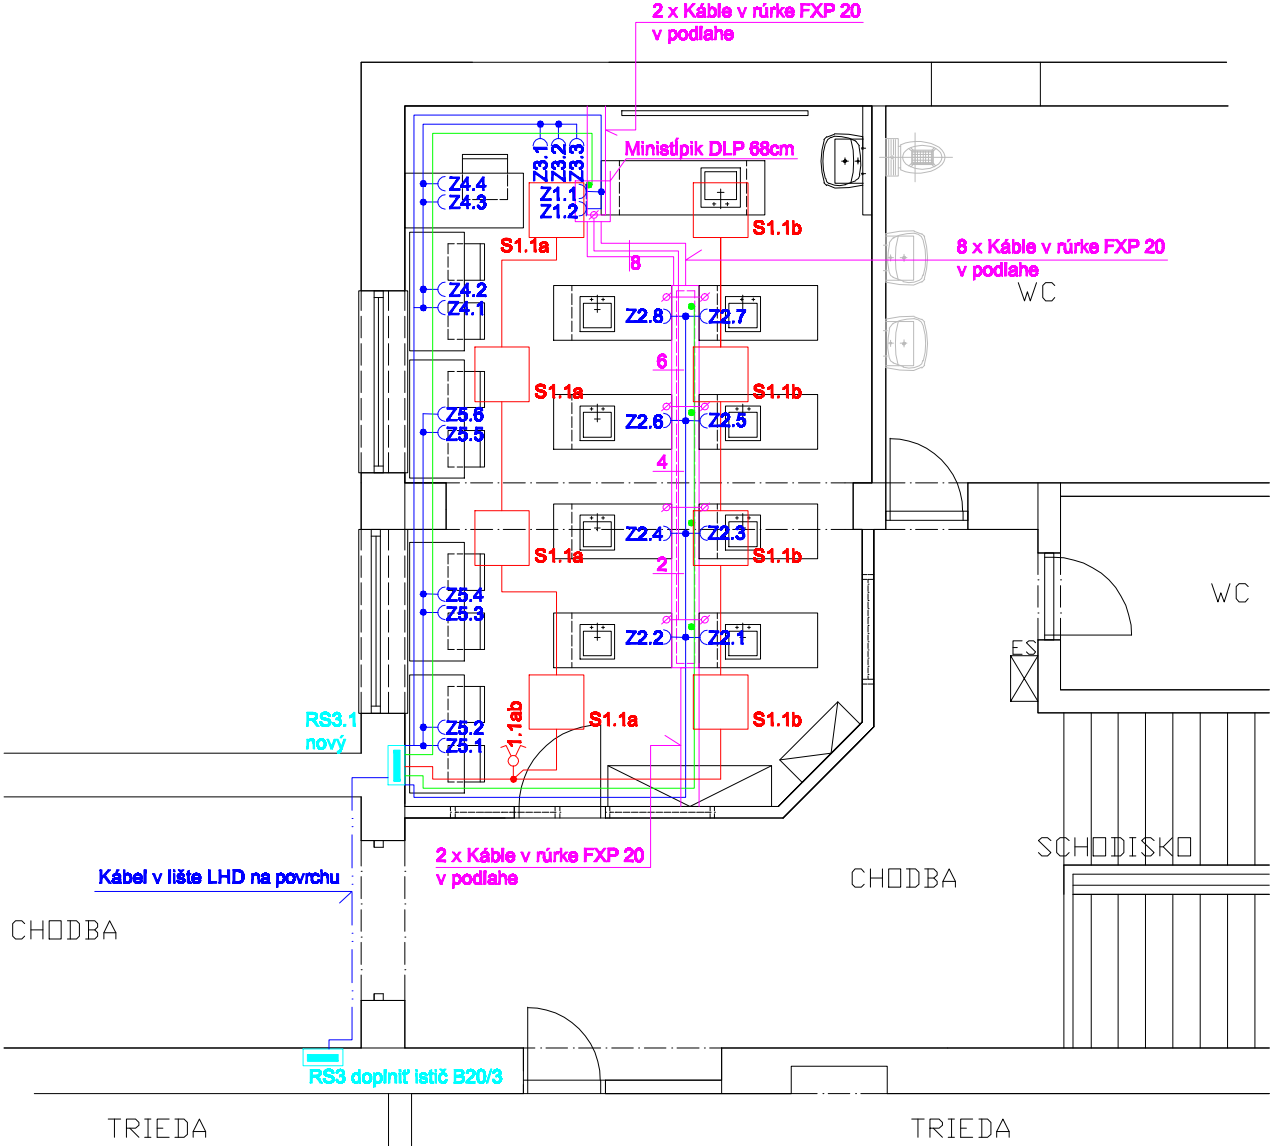 2 x Káble v rúrke FXP 20
v podlahe
Ministĺpik DLP 68cm
Z3.1
Z3.2
Z3.3
Z4.4
Z4.3
Z1.1
Z1.2
S1.1a
S1.1b
8 x Káble v rúrke FXP 20
v podlahe
8
WC
Z4.2
Z4.1
Z2.8
Z2.7
6
S1.1a
S1.1b
Z5.6
Z5.5
Z2.6
Z2.5
4
Z2.4
Z2.3
S1.1a
S1.1b
2
Z5.4
Z5.3
WC
Z2.2
Z2.1
ES
RS3.1
nový
1.1ab
S1.1a
S1.1b
Z5.2
Z5.1
2 x Káble v rúrke FXP 20
v podlahe
SCHODISKO
Kábel v lište LHD na povrchu
CHODBA
CHODBA
RS3 doplniť istič B20/3
TRIEDA
TRIEDA